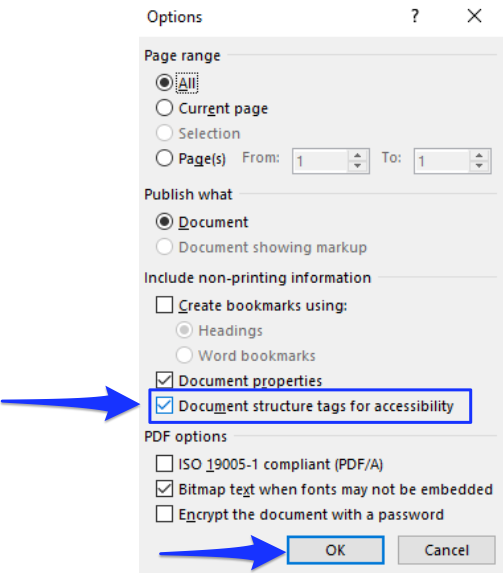 Options ?
Page range
All
Current page
Selection
Page(s) From: 1 To: 1
Publish what
Document
Document showing markup
Include non-printing information
Create bookmarks using:
Headings
Word bookmarks
Document properties
Document structure tags for accessibility
PDF options
ISO 19005-1 compliant (PDF/A)
Bitmap text when fonts may not be embedded
Encrypt the document with a password
OK Cancel